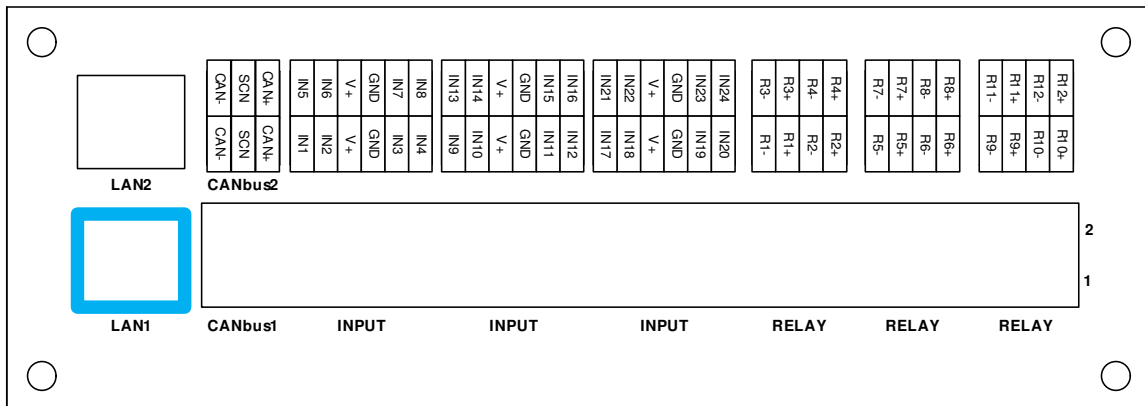 CAN- SCN CAN+ IN5 IN6 V+ GND IN7 IN8 IN13 IN14 V+ GND IN15 IN16 IN21 IN22 V+ GND IN23 IN24 R3- R3+ R4- R4+ R7- R7+ R8- R8+ R11- R11+ R12- R12+
CAN- SCN CAN+ IN1 IN2 V+ GND IN3 IN4 IN9 IN10 V+ GND IN11 IN12 IN17 IN18 V+ GND IN19 IN20 R1- R1+ R2- R2+ R5- R5+ R6- R6+ R9- R9+ R10- R10+
LAN2 CANbus2
2
1
LAN1 CANbus1 INPUT INPUT INPUT RELAY RELAY RELAY